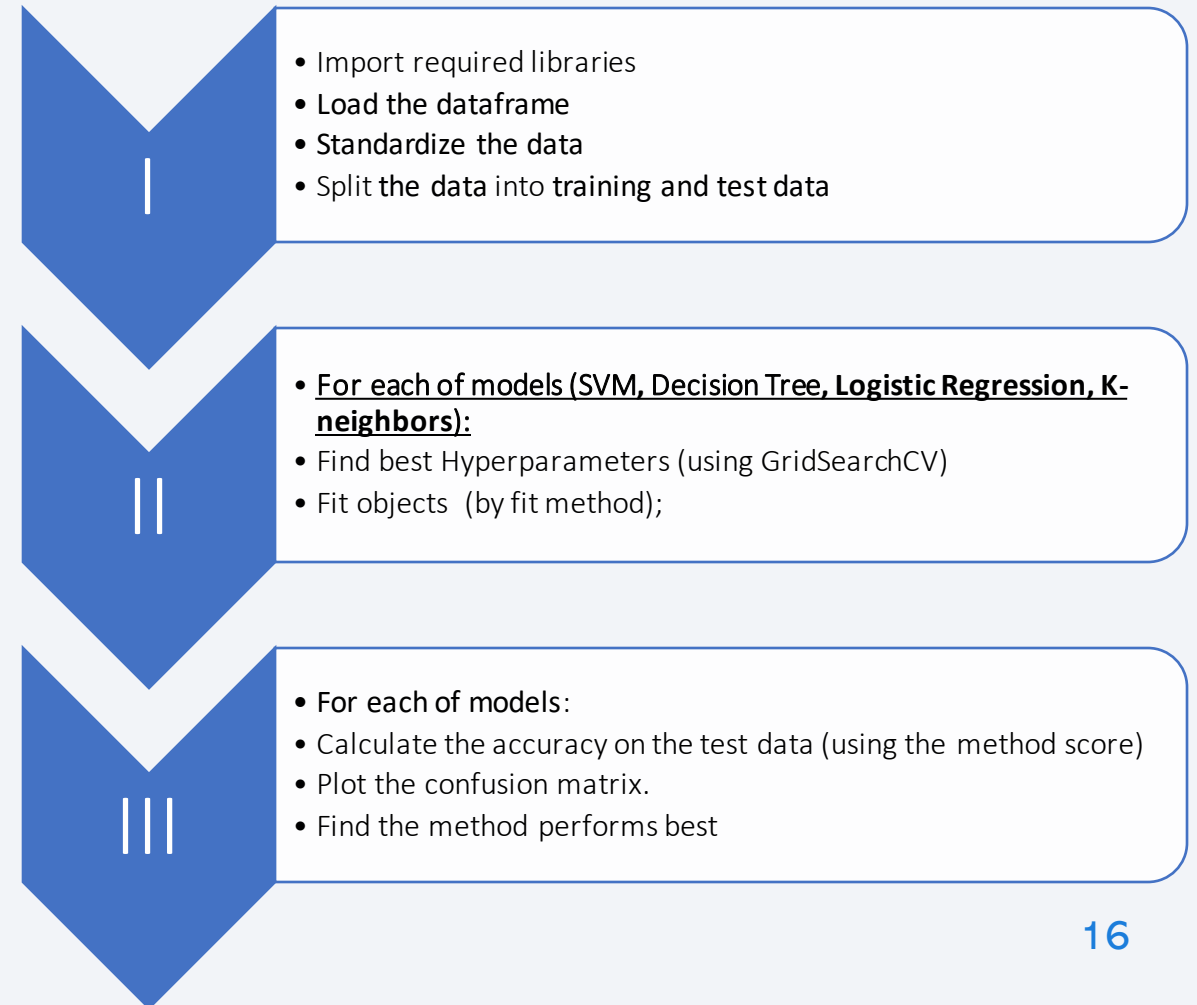 I
• Import required libraries
• Load the dataframe
• Standardize the data
• Split the data into training and test data
II
• For each of models (SVM, Decision Tree, Logistic Regression, K-
neighbors):
• Find best Hyperparameters (using GridSearchCV)
• Fit objects (by fit method);
III
• For each of models:
• Calculate the accuracy on the test data (using the method score)
• Plot the confusion matrix.
• Find the method performs best
16